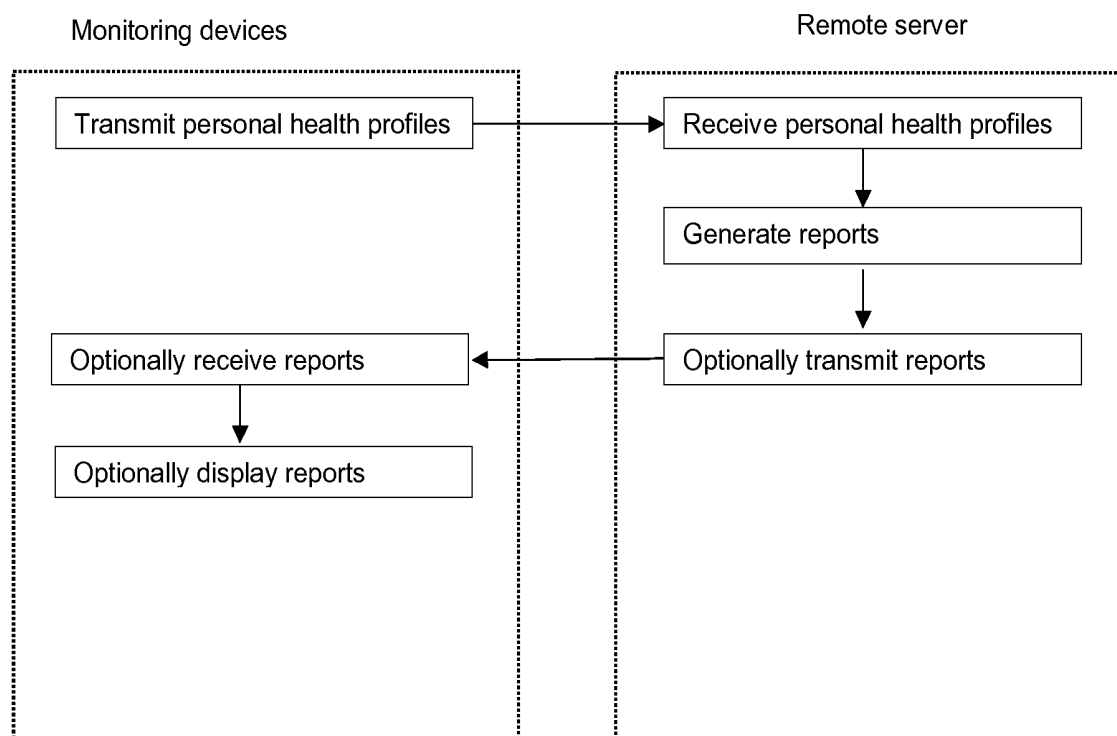 Monitoring devices
Remote server
Transmit personal health profiles
Receive personal health profiles
Generate reports
Optionally receive reports
Optionally transmit reports
Optionally display reports